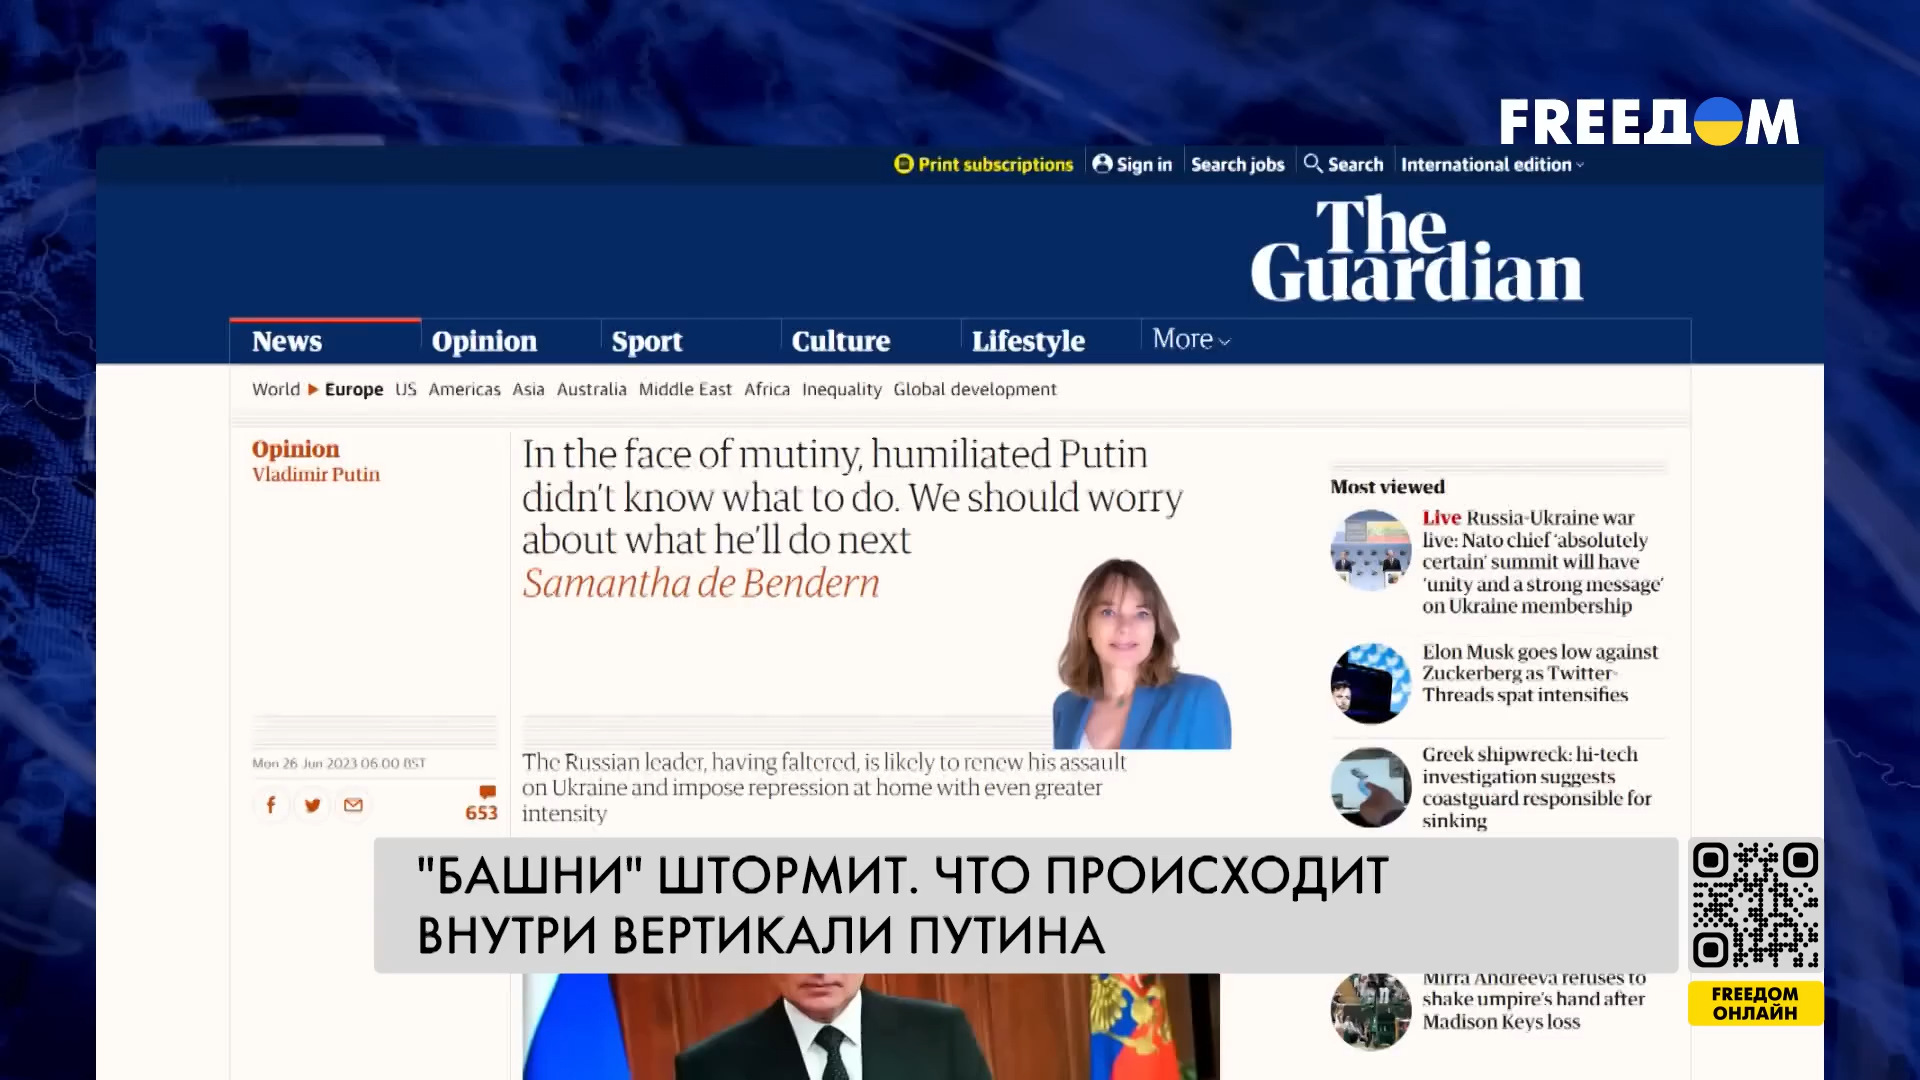 FREEДOM
Print subscriptions
Sign in
Search jobs
Search
International edition
The
Guardian
News
Opinion
Sport
Culture
Lifestyle
More
World
Europe
US
Americas
Asia
Australia
Middle East
Africa
Inequality
Global development
Opinion
Vladimir Putin
In the face of mutiny, humiliated Putin
didn't know what to do. We should worry
about what he'll do next
Samantha de Bendern
Mon 26 Jun 2023 06.00 BST
653
The Russian leader, having faltered, is likely to renew his assault
on Ukraine and impose repression at home with even greater
intensity
Most viewed
Live Russia-Ukraine war
live: Nato chief 'absolutely
certain' summit will have
'unity and a strong message'
on Ukraine membership
Elon Musk goes low against
Zuckerberg as Twitter-
Threads spat intensifies
Greek shipwreck: hi-tech
investigation suggests
coastguard responsible for
sinking
Mirra Andreeva refuses to
shake umpire's hand after
Madison Keys loss
"БАШНИ" ШТОРМИТ. ЧТО ПРОИСХОДИТ
ВНУТРИ ВЕРТИКАЛИ ПУТИНА
FREEДOM
ОНЛАЙН